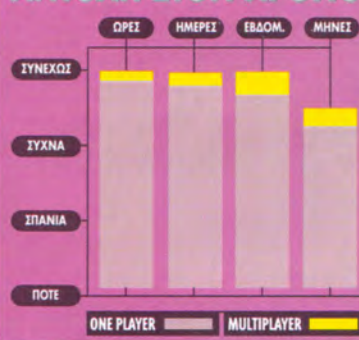 ΩΡΕΣ ΗΜΕΡΕΣ ΕΒΔΟΜ. ΜΗΝΕΣ
ΣΥΝΕΧΩΣ
ΣΥΧΝΑ
ΣΠΑΝΙΑ
ΠΟΤΕ
ONE PLAYER MULTIPLAYER